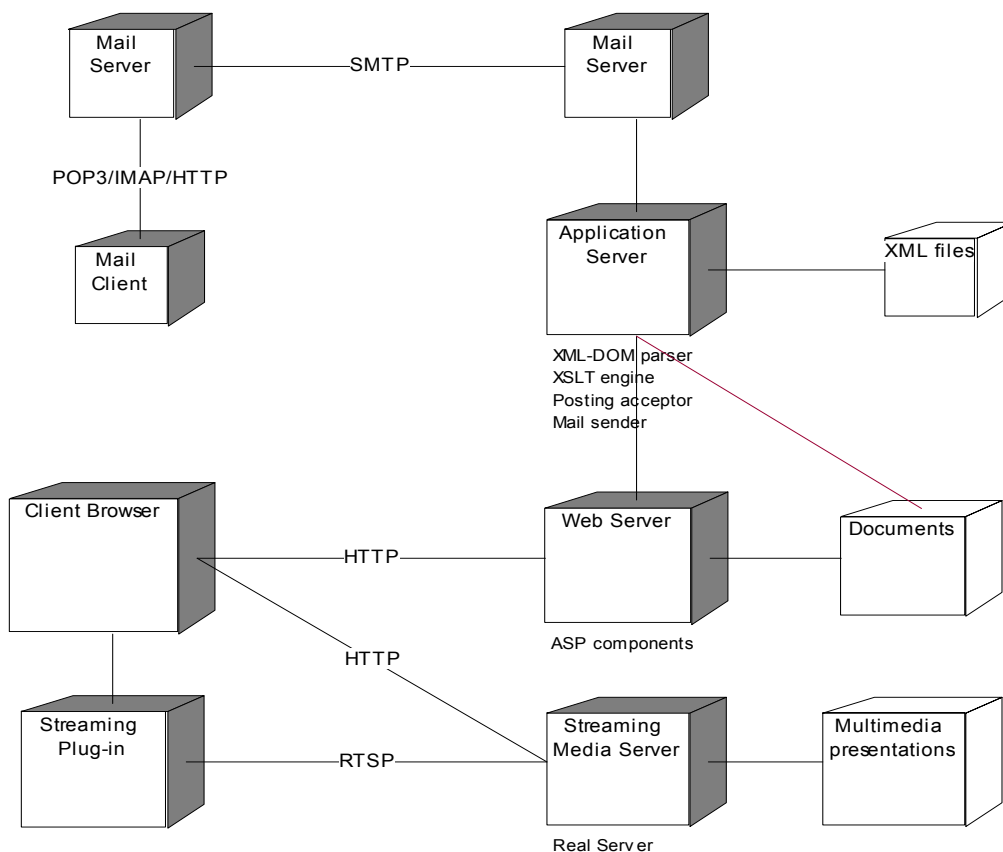 Mail
Server
SMTP
Mail
Server
POP3/IMAP/HTTP
Mail
Client
Application
Server
XML files
XML-DOM parser
XSLT engine
Posting acceptor
Mail sender
Client Browser
HTTP
Web Server
Documents
ASP components
HTTP
Streaming
Plug-in
RTSP
Streaming
Media Server
Multimedia
presentations
Real Server